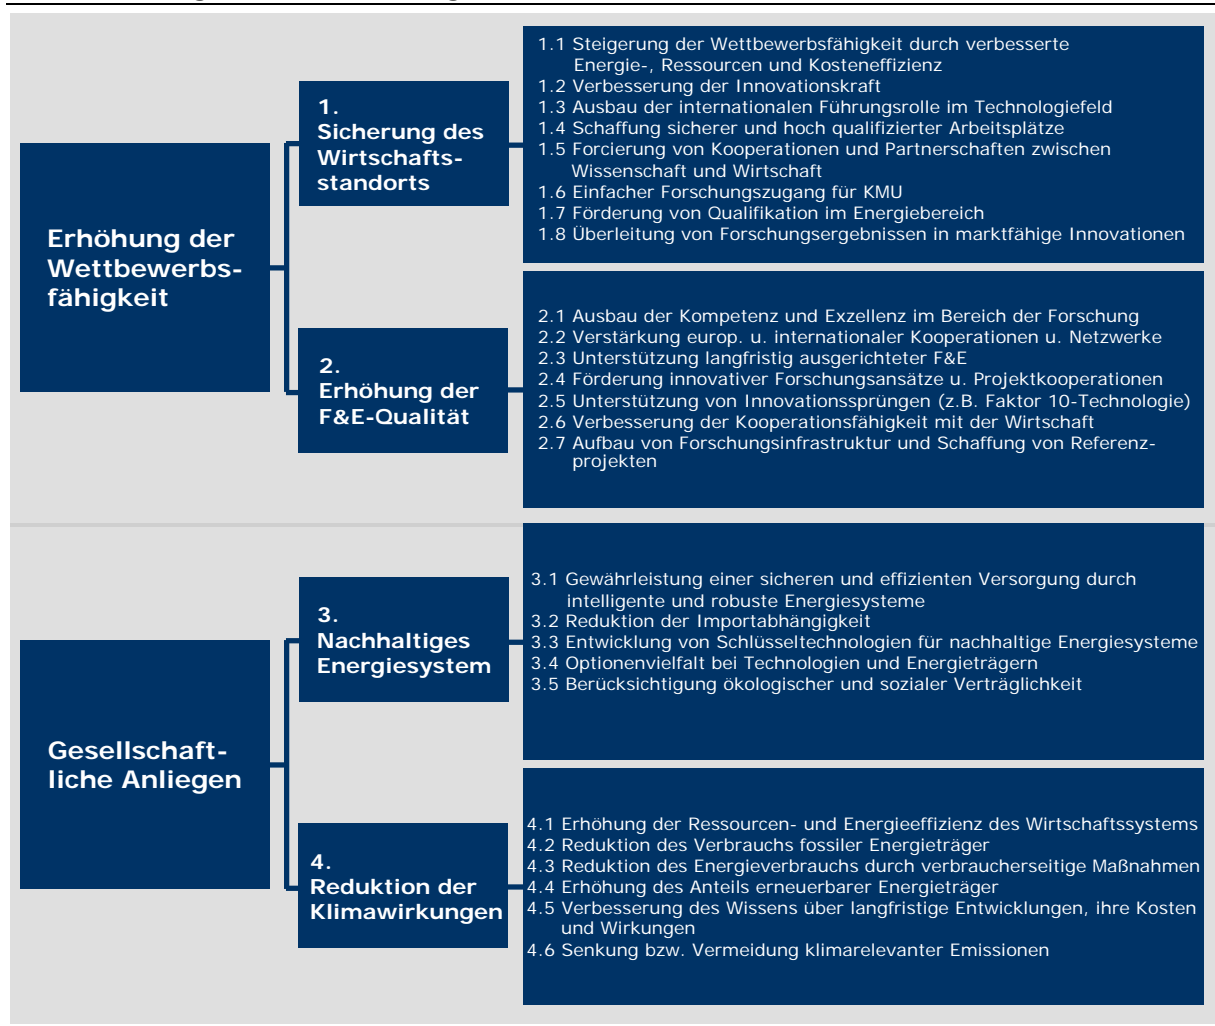 Erhöhung der
Wettbewerbs-
fähigkeit
1.
Sicherung des
Wirtschafts-
standorts
1.1 Steigerung der Wettbewerbsfähigkeit durch verbesserte
Energie-, Ressourcen und Kosteneffizienz
1.2 Verbesserung der Innovationskraft
1.3 Ausbau der internationalen Führungsrolle im Technologiefeld
1.4 Schaffung sicherer und hoch qualifizierter Arbeitsplätze
1.5 Forcierung von Kooperationen und Partnerschaften zwischen
Wissenschaft und Wirtschaft
1.6 Einfacher Forschungszugang für KMU
1.7 Förderung von Qualifikation im Energiebereich
1.8 Überleitung von Forschungsergebnissen in marktfähige Innovationen
2.
Erhöhung der
F&E-Qualität
2.1 Ausbau der Kompetenz und Exzellenz im Bereich der Forschung
2.2 Verstärkung europ. u. internationaler Kooperationen u. Netzwerke
2.3 Unterstützung langfristig ausgerichteter F&E
2.4 Förderung innovativer Forschungsansätze u. Projektkooperationen
2.5 Unterstützung von Innovationssprüngen (z.B. Faktor 10-Technologie)
2.6 Verbesserung der Kooperationsfähigkeit mit der Wirtschaft
2.7 Aufbau von Forschungsinfrastruktur und Schaffung von Referenz-
projekten
Gesellschaft-
liche Anliegen
3.
Nachhaltiges
Energiesystem
3.1 Gewährleistung einer sicheren und effizienten Versorgung durch
intelligente und robuste Energiesysteme
3.2 Reduktion der Importabhängigkeit
3.3 Entwicklung von Schlüsseltechnologien für nachhaltige Energiesysteme
3.4 Optionenvielfalt bei Technologien und Energieträgern
3.5 Berücksichtigung ökologischer und sozialer Verträglichkeit
4.
Reduktion der
Klimawirkungen
4.1 Erhöhung der Ressourcen- und Energieeffizienz des Wirtschaftssystems
4.2 Reduktion des Verbrauchs fossiler Energieträger
4.3 Reduktion des Energieverbrauchs durch verbraucherseitige Maßnahmen
4.4 Erhöhung des Anteils erneuerbarer Energieträger
4.5 Verbesserung des Wissens über langfristige Entwicklungen, ihre Kosten
und Wirkungen
4.6 Senkung bzw. Vermeidung klimarelevanter Emissionen